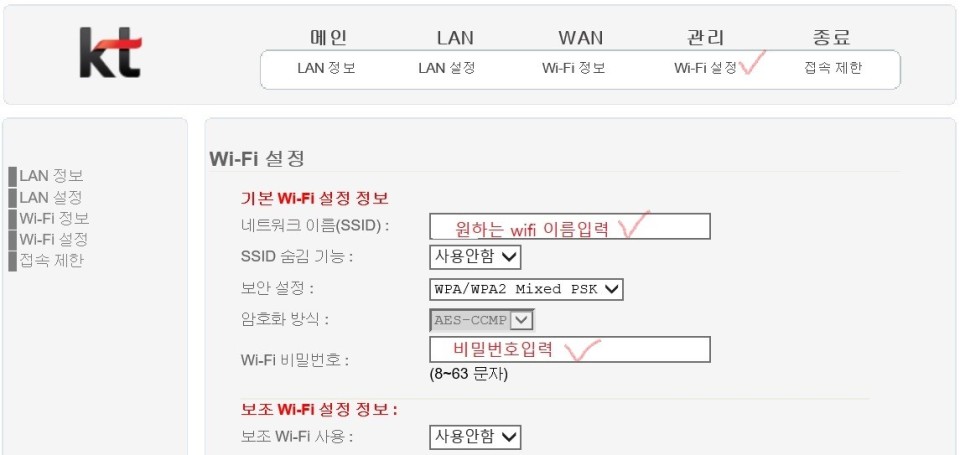 kt
메인 LAN WAN 관리 종료
LAN 정보 LAN 설정 Wi-Fi 정보 Wi-Fi 설정 접속 제한
LAN 정보
LAN 설정
Wi-Fi 정보
Wi-Fi 설정
접속 제한
Wi-Fi 설정
기본 Wi-Fi 설정 정보
네트워크 이름(SSID) : 원하는 wifi 이름입력
SSID 숨김 기능 : 사용안함
보안 설정 : WPA/WPA2 Mixed PSK
암호화 방식 : AES-CCMP
Wi-Fi 비밀번호 : 비밀번호입력
(8~63 문자)
보조 Wi-Fi 설정 정보 :
보조 Wi-Fi 사용 : 사용안함